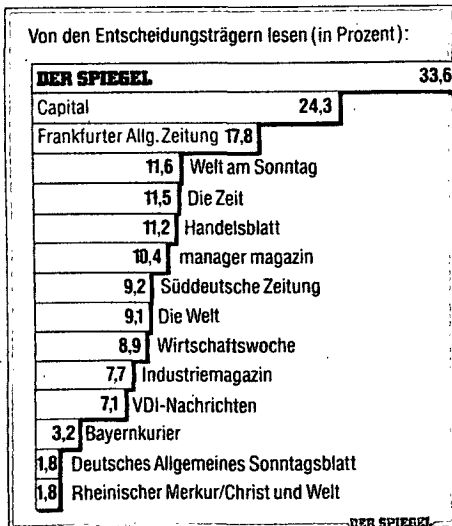 Von den Entscheidungsträgern lesen (in Prozent):
DER SPIEGEL 33,6
Capital 24,3
Frankfurter Allg. Zeitung 17,8
11,6 Welt am Sonntag
11,5 Die Zeit
11,2 Handelsblatt
10,4 manager magazin
9,2 Süddeutsche Zeitung
9,1 Die Welt
8,9 Wirtschaftswoche
7,7 Industriemagazin
7,1 VDI-Nachrichten
3,2 Bayernkurier
1,8 Deutsches Allgemeines Sonntagsblatt
1,8 Rheinischer Merkur/Christ und Welt
DER SPIEGEL